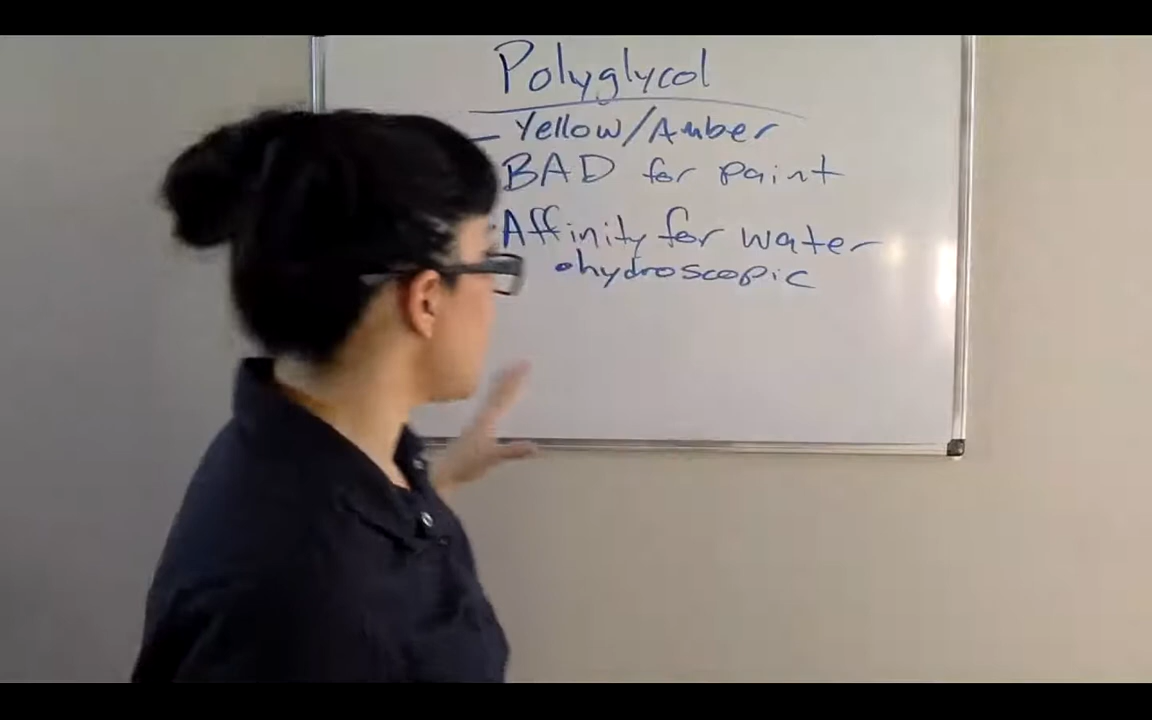 Polyglycol
- Yellow/Amber
BAD for paint
Affinity for water
•hydroscopic